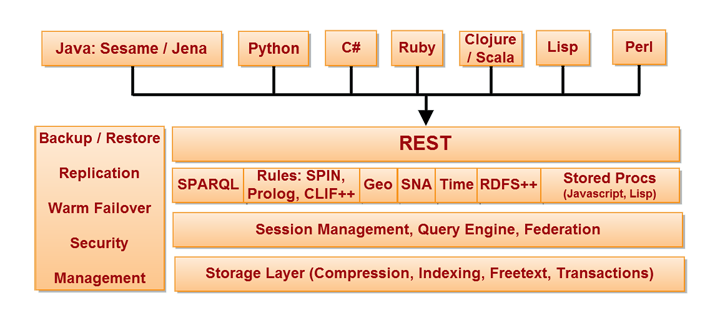 Java: Sesame / Jena
Python
C#
Ruby
Clojure
/ Scala
Lisp
Perl
Backup / Restore
Replication
Warm Failover
Security
Management
REST
SPARQL
Rules: SPIN,
Prolog, CLIF++
Geo
SNA
Time
RDFS++
Stored Procs
(Javascript, Lisp)
Session Management, Query Engine, Federation
Storage Layer (Compression, Indexing, Freetext, Transactions)